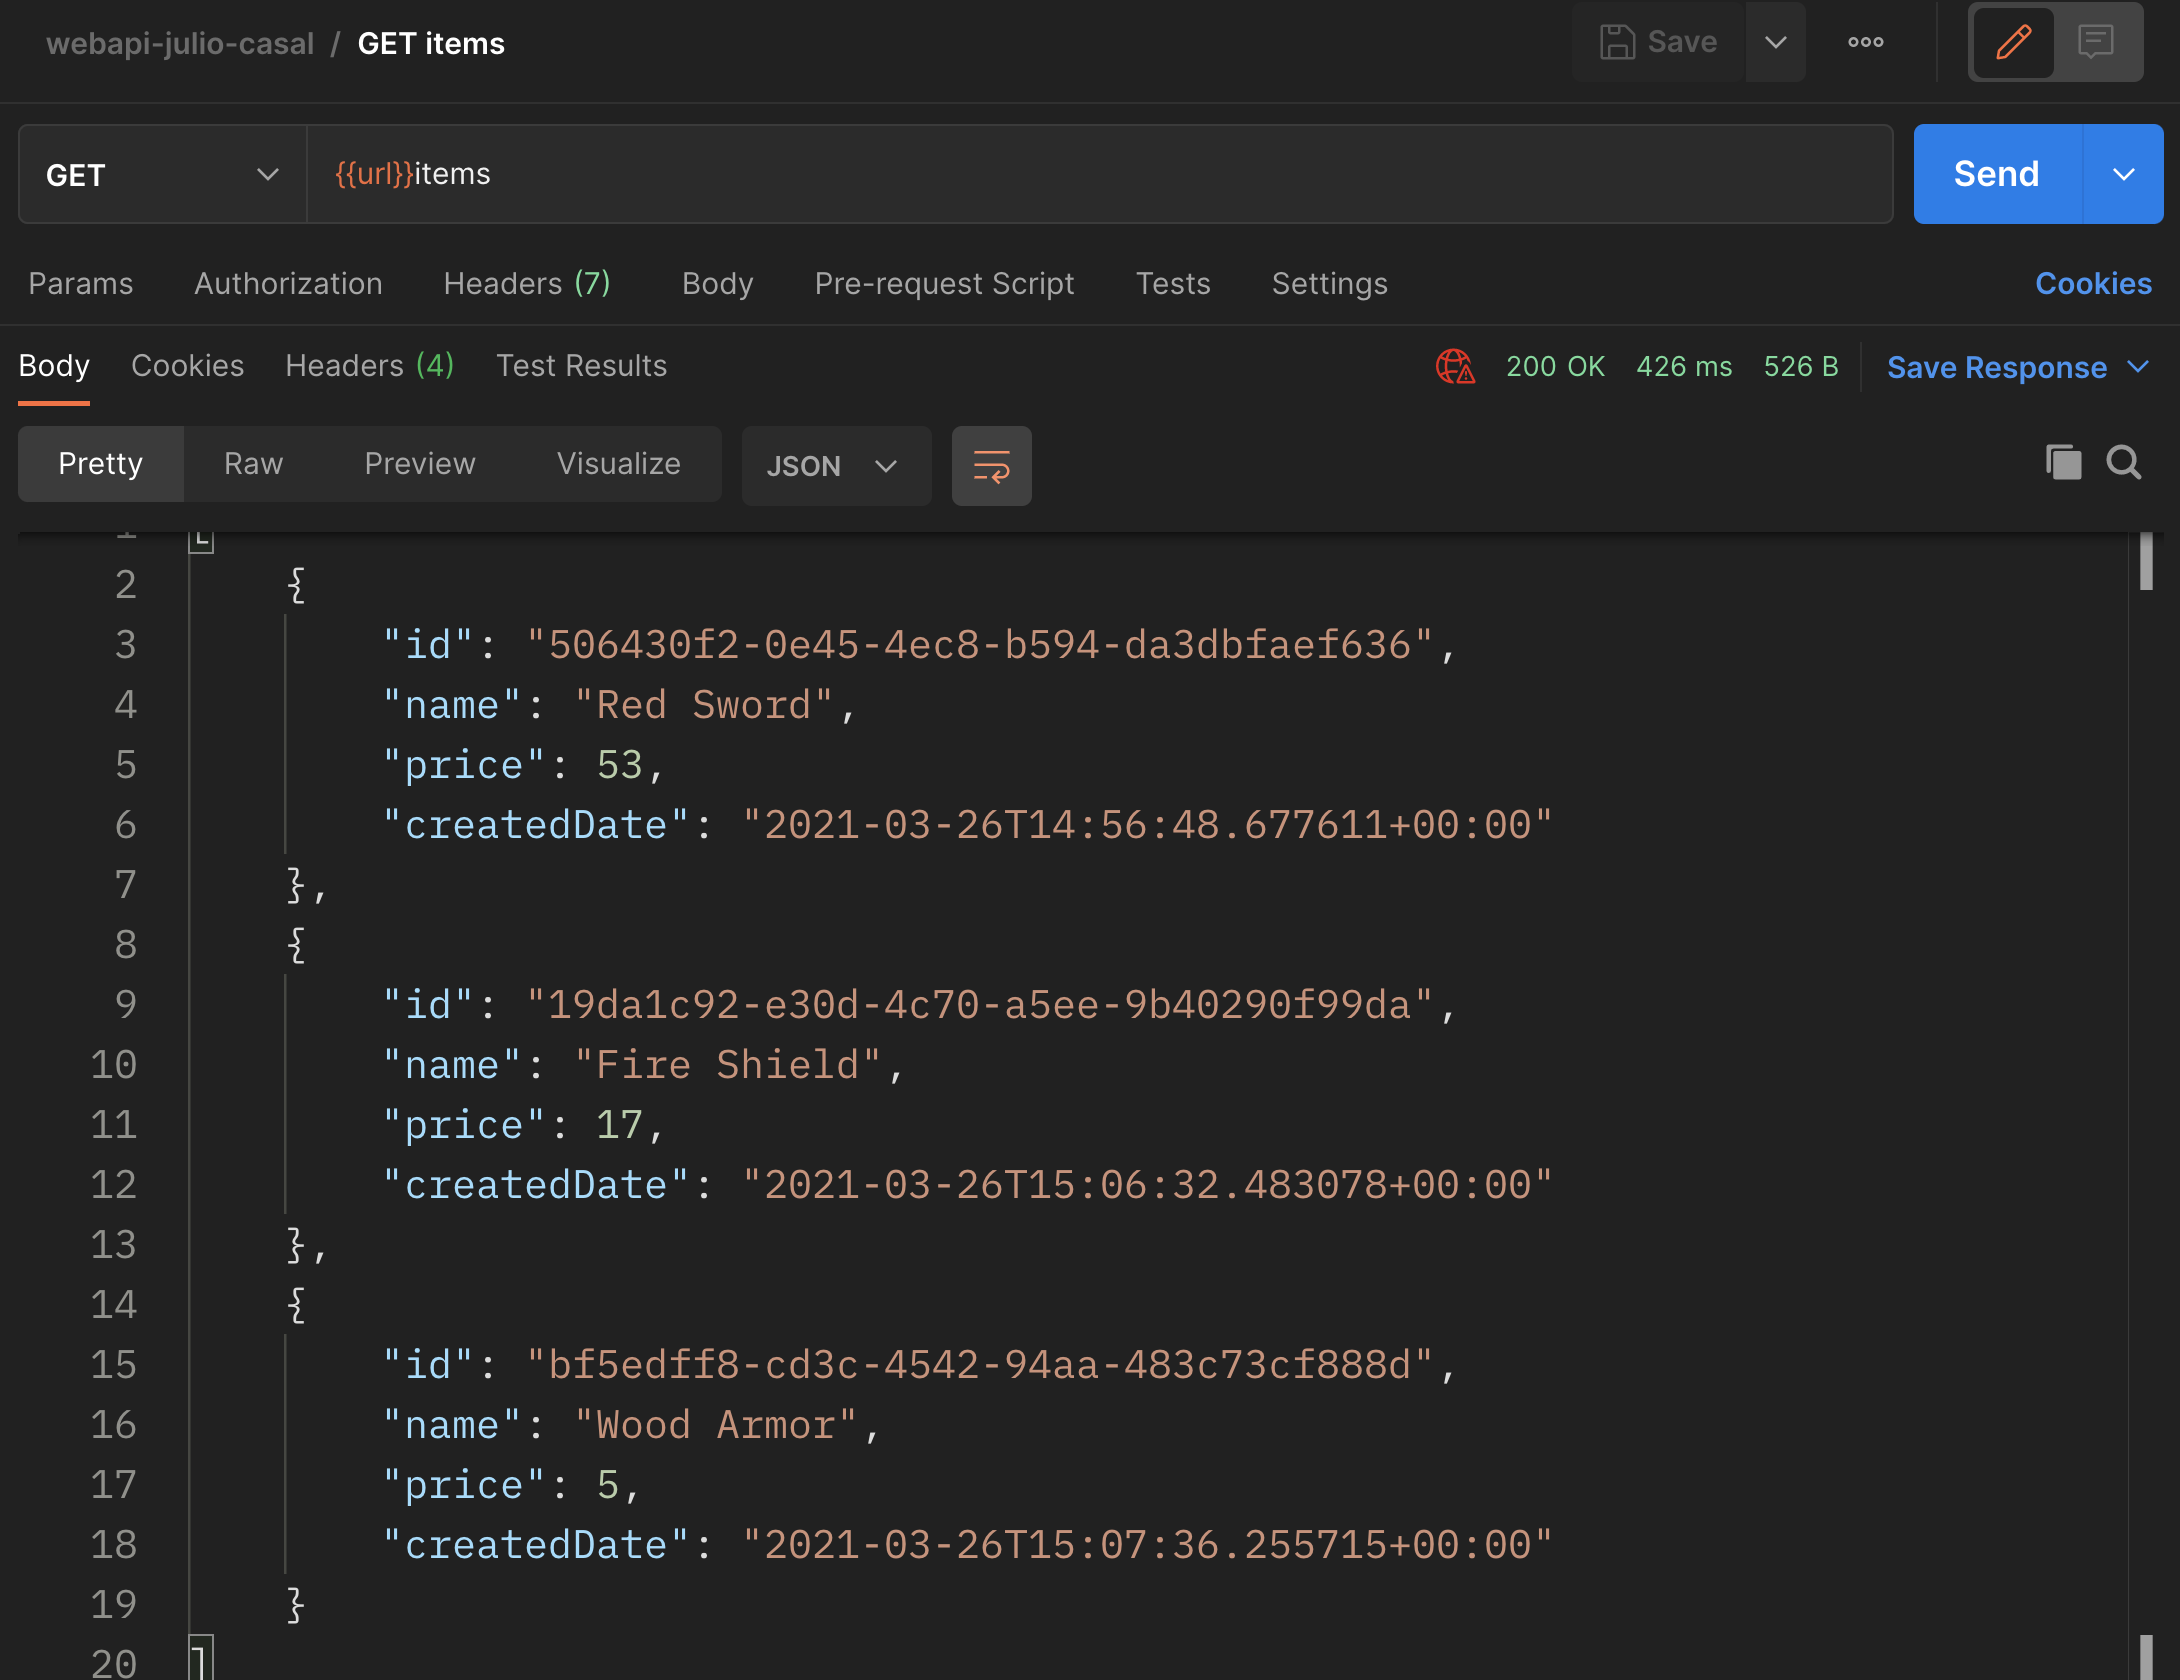 webapi-julio-casal / GET items
Save
GET {{url}}items Send
Params Authorization Headers (7) Body Pre-request Script Tests Settings Cookies
Body Cookies Headers (4) Test Results 200 OK 426 ms 526 B Save Response
Pretty Raw Preview Visualize JSON
1 [
2 {
3 "id": "506430f2-0e45-4ec8-b594-da3dbfaef636",
4 "name": "Red Sword",
5 "price": 53,
6 "createdDate": "2021-03-26T14:56:48.677611+00:00"
7 },
8 {
9 "id": "19da1c92-e30d-4c70-a5ee-9b40290f99da",
10 "name": "Fire Shield",
11 "price": 17,
12 "createdDate": "2021-03-26T15:06:32.483078+00:00"
13 },
14 {
15 "id": "bf5edff8-cd3c-4542-94aa-483c73cf888d",
16 "name": "Wood Armor",
17 "price": 5,
18 "createdDate": "2021-03-26T15:07:36.255715+00:00"
19 }
20 ]